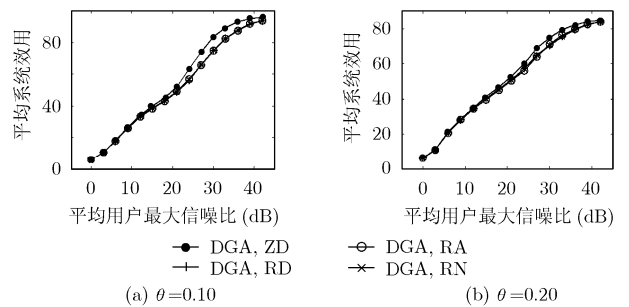 80
40
0
0 10 20 30 40
平均系统效用
平均用户最大信噪比 (dB)
80
60
40
20
0
0 10 20 30 40
平均系统效用
平均用户最大信噪比 (dB)
DGA, ZD
DGA, RA
DGA, RD
DGA, RN
(a) θ=0.10
(b) θ=0.20